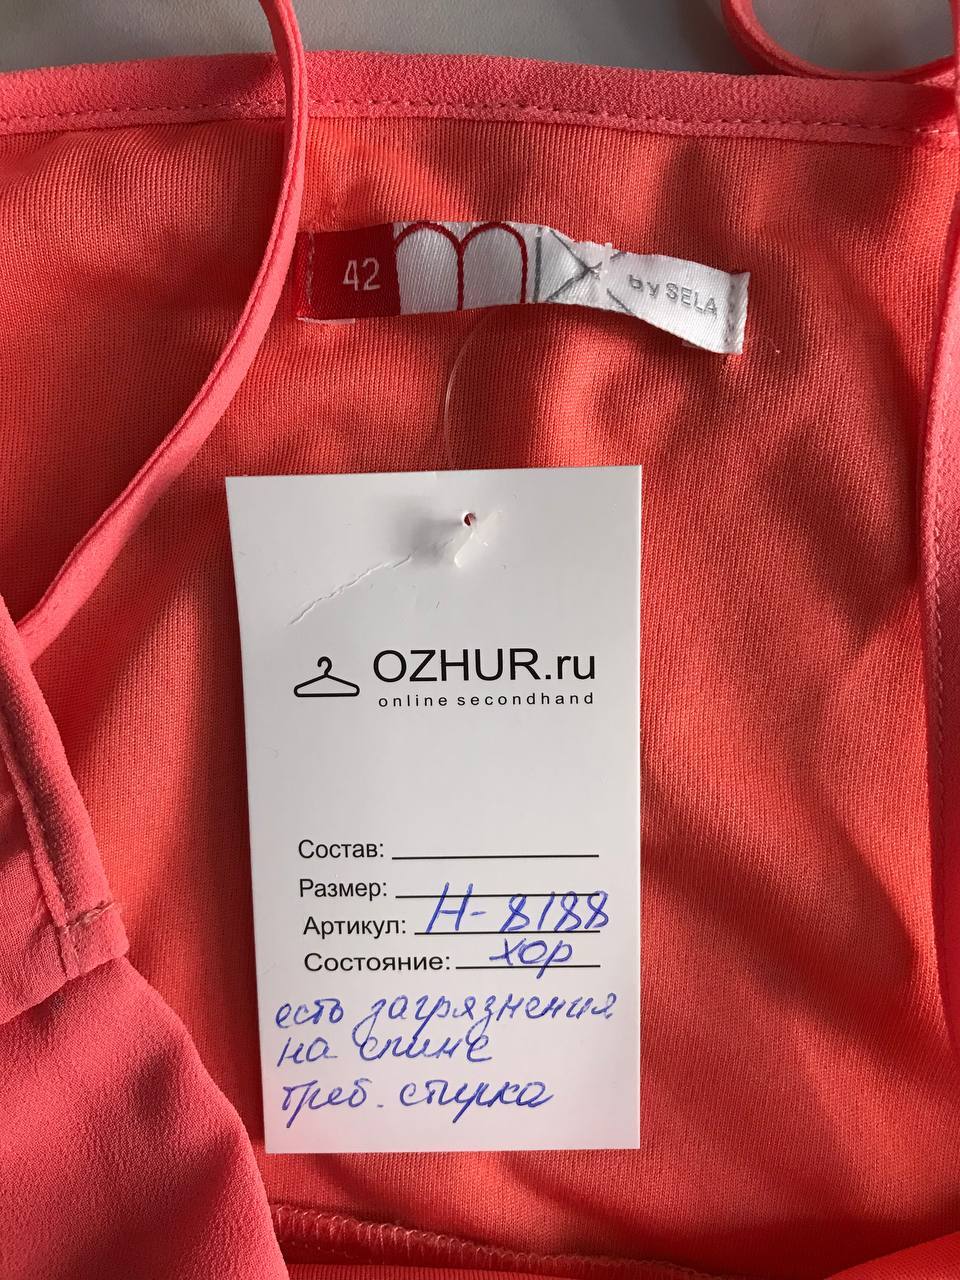 42
by SELA
OZHUR.ru
online secondhand
Состав:
Размер:
Артикул: Н-8188
Состояние: хор
есть загрязнения
на спине
треб. стирка